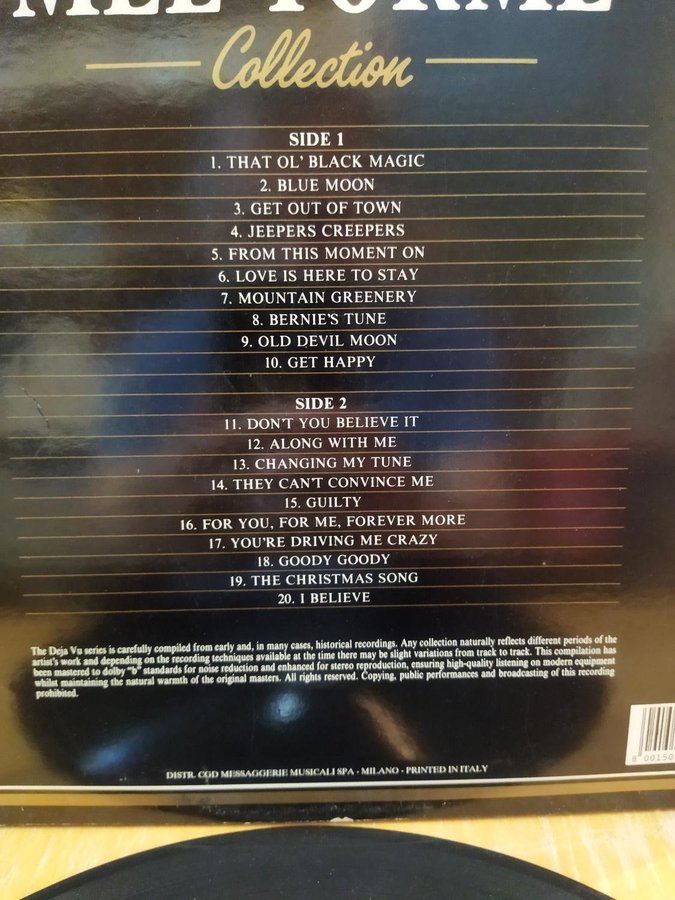 MEL TORMÉ
Collection
SIDE 1
1. THAT OL' BLACK MAGIC
2. BLUE MOON
3. GET OUT OF TOWN
4. JEEPERS CREEPERS
5. FROM THIS MOMENT ON
6. LOVE IS HERE TO STAY
7. MOUNTAIN GREENERY
8. BERNIE'S TUNE
9. OLD DEVIL MOON
10. GET HAPPY
SIDE 2
11. DON'T YOU BELIEVE IT
12. ALONG WITH ME
13. CHANGING MY TUNE
14. THEY CAN'T CONVINCE ME
15. GUILTY
16. FOR YOU, FOR ME, FOREVER MORE
17. YOU'RE DRIVING ME CRAZY
18. GOODY GOODY
19. THE CHRISTMAS SONG
20. I BELIEVE
The Deja Vu series is carefully compiled from early and, in many cases, historical recordings. Any collection naturally reflects different periods of the
artist's work and depending on the recording techniques available at the time there may be slight variations from track to track. This compilation has
been mastered to dolby "b" standards for noise reduction and enhanced for stereo reproduction, ensuring high-quality listening on modern equipment
whilst maintaining the natural warmth of the original masters. All rights reserved. Copying, public performances and broadcasting of this recording
prohibited.
8 00150
DISTR. CGD MESSAGGERIE MUSICALI SPA - MILANO - PRINTED IN ITALY